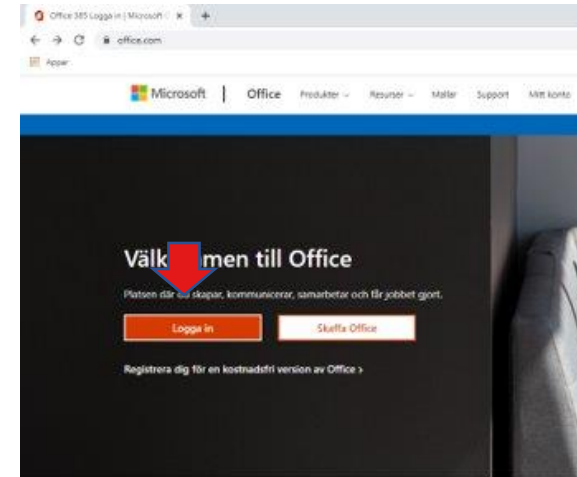 Office 365 Logga in | Microsoft
office.com
Appar
Microsoft | Office Produkter Resurser Mallar Support Mitt konto
Välk men till Office
Platsen där du skapar, kommunicerar, samarbetar och får jobbet gjort.
Logga in Skaffa Office
Registrera dig för en kostnadsfri version av Office >